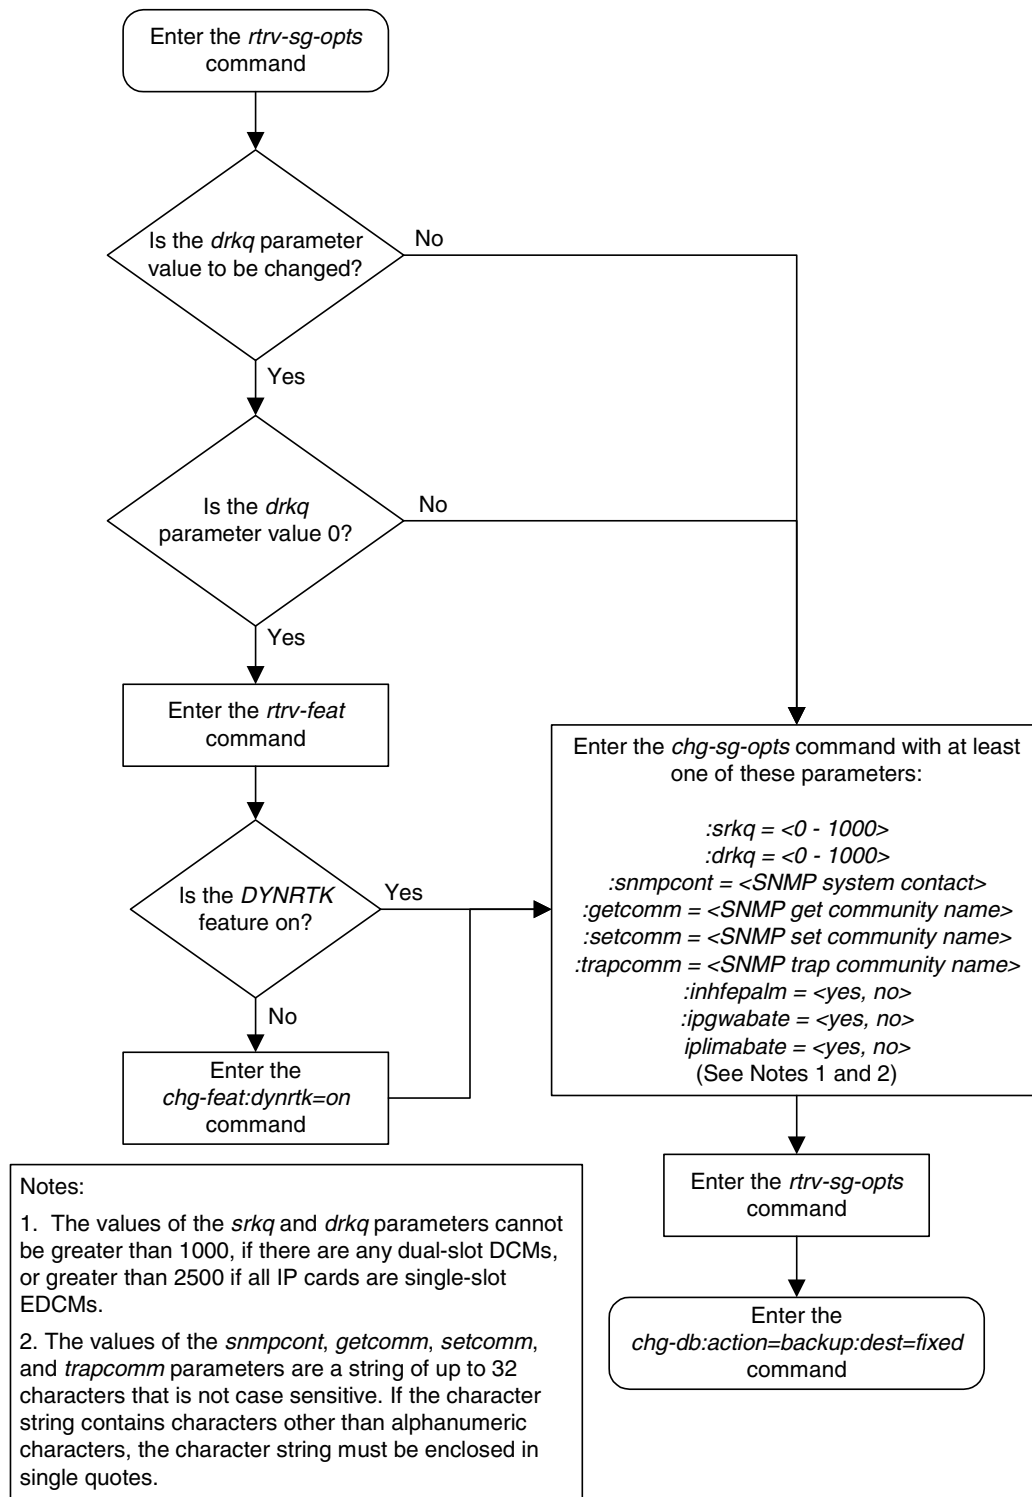 Enter the rtrv-sg-opts
command
Is the drkq parameter
value to be changed?
No
Yes
Is the drkq
parameter value 0?
No
Yes
Enter the rtrv-feat
command
Is the DYNRTK
feature on?
Yes
No
Enter the
chg-feat:dynrtk=on
command
Enter the chg-sg-opts command with at least
one of these parameters:
:srkq = <0 - 1000>
:drkq = <0 - 1000>
:snmpcont = <SNMP system contact>
:getcomm = <SNMP get community name>
:setcomm = <SNMP set community name>
:trapcomm = <SNMP trap community name>
:inhfepalm = <yes, no>
:ipgwabate = <yes, no>
iplimabate = <yes, no>
(See Notes 1 and 2)
Enter the rtrv-sg-opts
command
Enter the
chg-db:action=backup:dest=fixed
command
Notes:
1. The values of the srkq and drkq parameters cannot
be greater than 1000, if there are any dual-slot DCMs,
or greater than 2500 if all IP cards are single-slot
EDCMs.
2. The values of the snmpcont, getcomm, setcomm,
and trapcomm parameters are a string of up to 32
characters that is not case sensitive. If the character
string contains characters other than alphanumeric
characters, the character string must be enclosed in
single quotes.